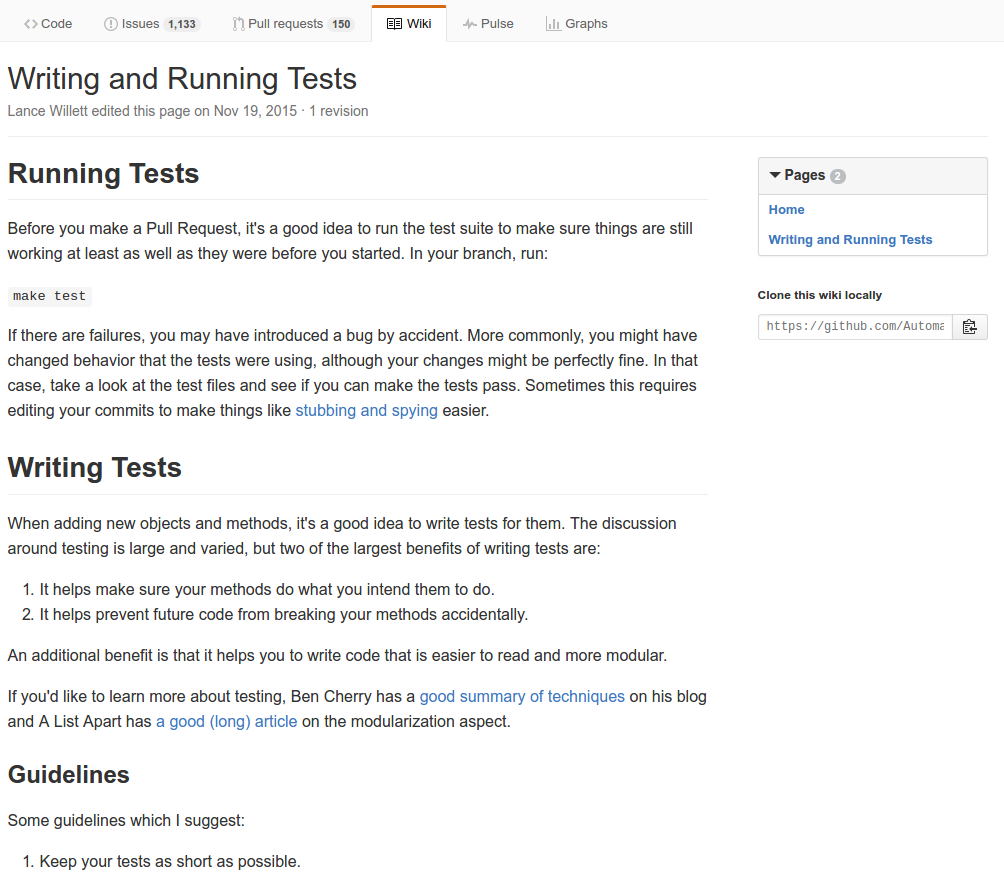 Code Issues 1,133 Pull requests 150 Wiki Pulse Graphs
Writing and Running Tests
Lance Willett edited this page on Nov 19, 2015 · 1 revision
Running Tests
Before you make a Pull Request, it's a good idea to run the test suite to make sure things are still
working at least as well as they were before you started. In your branch, run:
make test
If there are failures, you may have introduced a bug by accident. More commonly, you might have
changed behavior that the tests were using, although your changes might be perfectly fine. In that
case, take a look at the test files and see if you can make the tests pass. Sometimes this requires
editing your commits to make things like stubbing and spying easier.
Writing Tests
When adding new objects and methods, it's a good idea to write tests for them. The discussion
around testing is large and varied, but two of the largest benefits of writing tests are:
1. It helps make sure your methods do what you intend them to do.
2. It helps prevent future code from breaking your methods accidentally.
An additional benefit is that it helps you to write code that is easier to read and more modular.
If you'd like to learn more about testing, Ben Cherry has a good summary of techniques on his blog
and A List Apart has a good (long) article on the modularization aspect.
Guidelines
Some guidelines which I suggest:
1. Keep your tests as short as possible.
Pages 2
Home
Writing and Running Tests
Clone this wiki locally
https://github.com/Automa